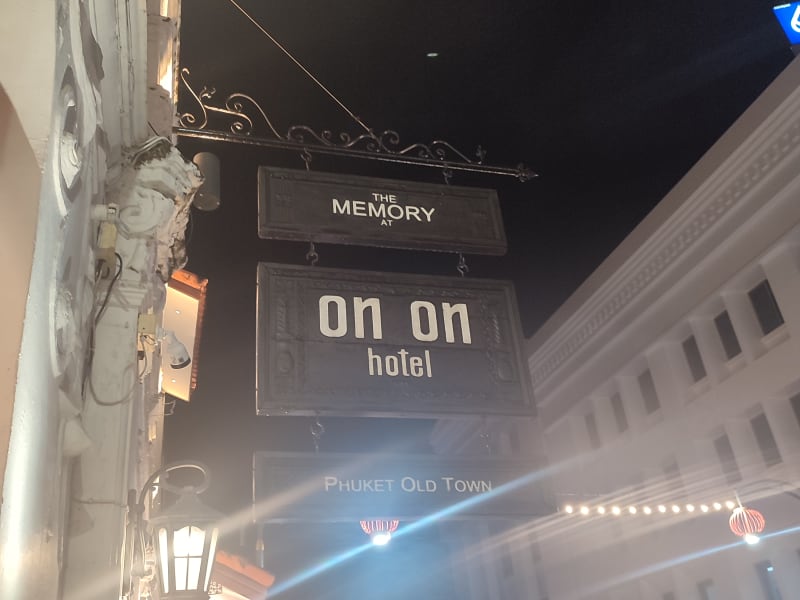 THE
MEMORY
AT
on on
hotel
PHUKET OLD TOWN